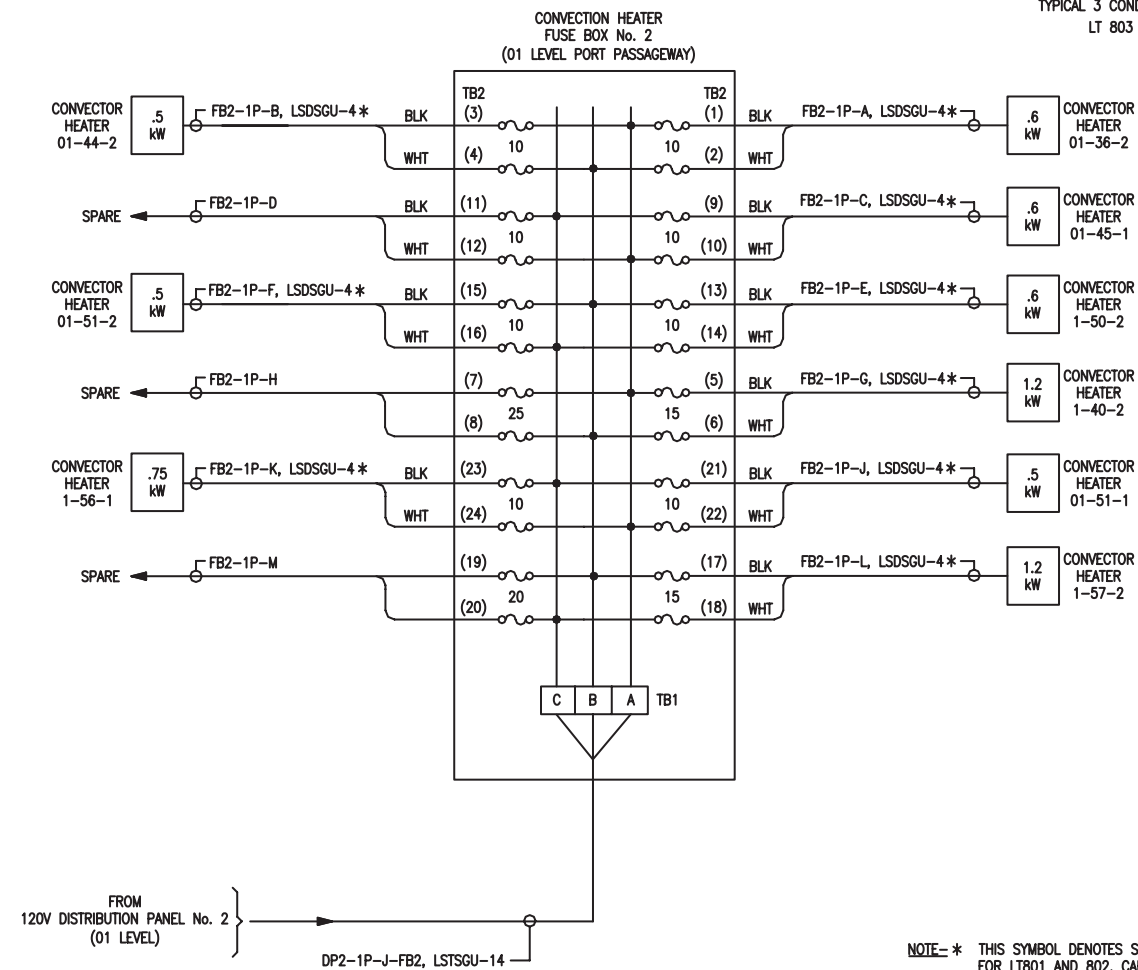 TYPICAL 3
LT 803
CONVECTION HEATER
FUSE BOX No. 2
(01 LEVEL PORT PASSAGEWAY)
TB2
TB2
CONVECTOR
HEATER
01-44-2
.5
kW
FB2-1P-B, LSDSGU-4*
BLK
(3)
10
WHT
(4)
(1)
BLK
10
(2)
WHT
FB2-1P-A, LSDSGU-4*
.6
kW
CONVECTOR
HEATER
01-36-2
SPARE
FB2-1P-D
BLK
(11)
10
WHT
(12)
(9)
BLK
10
(10)
WHT
FB2-1P-C, LSDSGU-4*
.6
kW
CONVECTOR
HEATER
01-45-1
CONVECTOR
HEATER
01-51-2
.5
kW
FB2-1P-F, LSDSGU-4*
BLK
(15)
10
WHT
(16)
(13)
BLK
10
(14)
WHT
FB2-1P-E, LSDSGU-4*
.6
kW
CONVECTOR
HEATER
1-50-2
SPARE
FB2-1P-H
(7)
25
(8)
(5)
BLK
15
(6)
WHT
FB2-1P-G, LSDSGU-4*
1.2
kW
CONVECTOR
HEATER
1-40-2
CONVECTOR
HEATER
1-56-1
.75
kW
FB2-1P-K, LSDSGU-4*
BLK
(23)
10
WHT
(24)
(21)
BLK
10
(22)
WHT
FB2-1P-J, LSDSGU-4*
.5
kW
CONVECTOR
HEATER
01-51-1
SPARE
FB2-1P-M
(19)
20
(20)
(17)
BLK
15
(18)
WHT
FB2-1P-L, LSDSGU-4*
1.2
kW
CONVECTOR
HEATER
1-57-2
C B A TB1
FROM
120V DISTRIBUTION PANEL No. 2
(01 LEVEL)
DP2-1P-J-FB2, LSTSGU-14
NOTE-* THIS SYMBOL DENOTES
FOR LT801 AND 802.